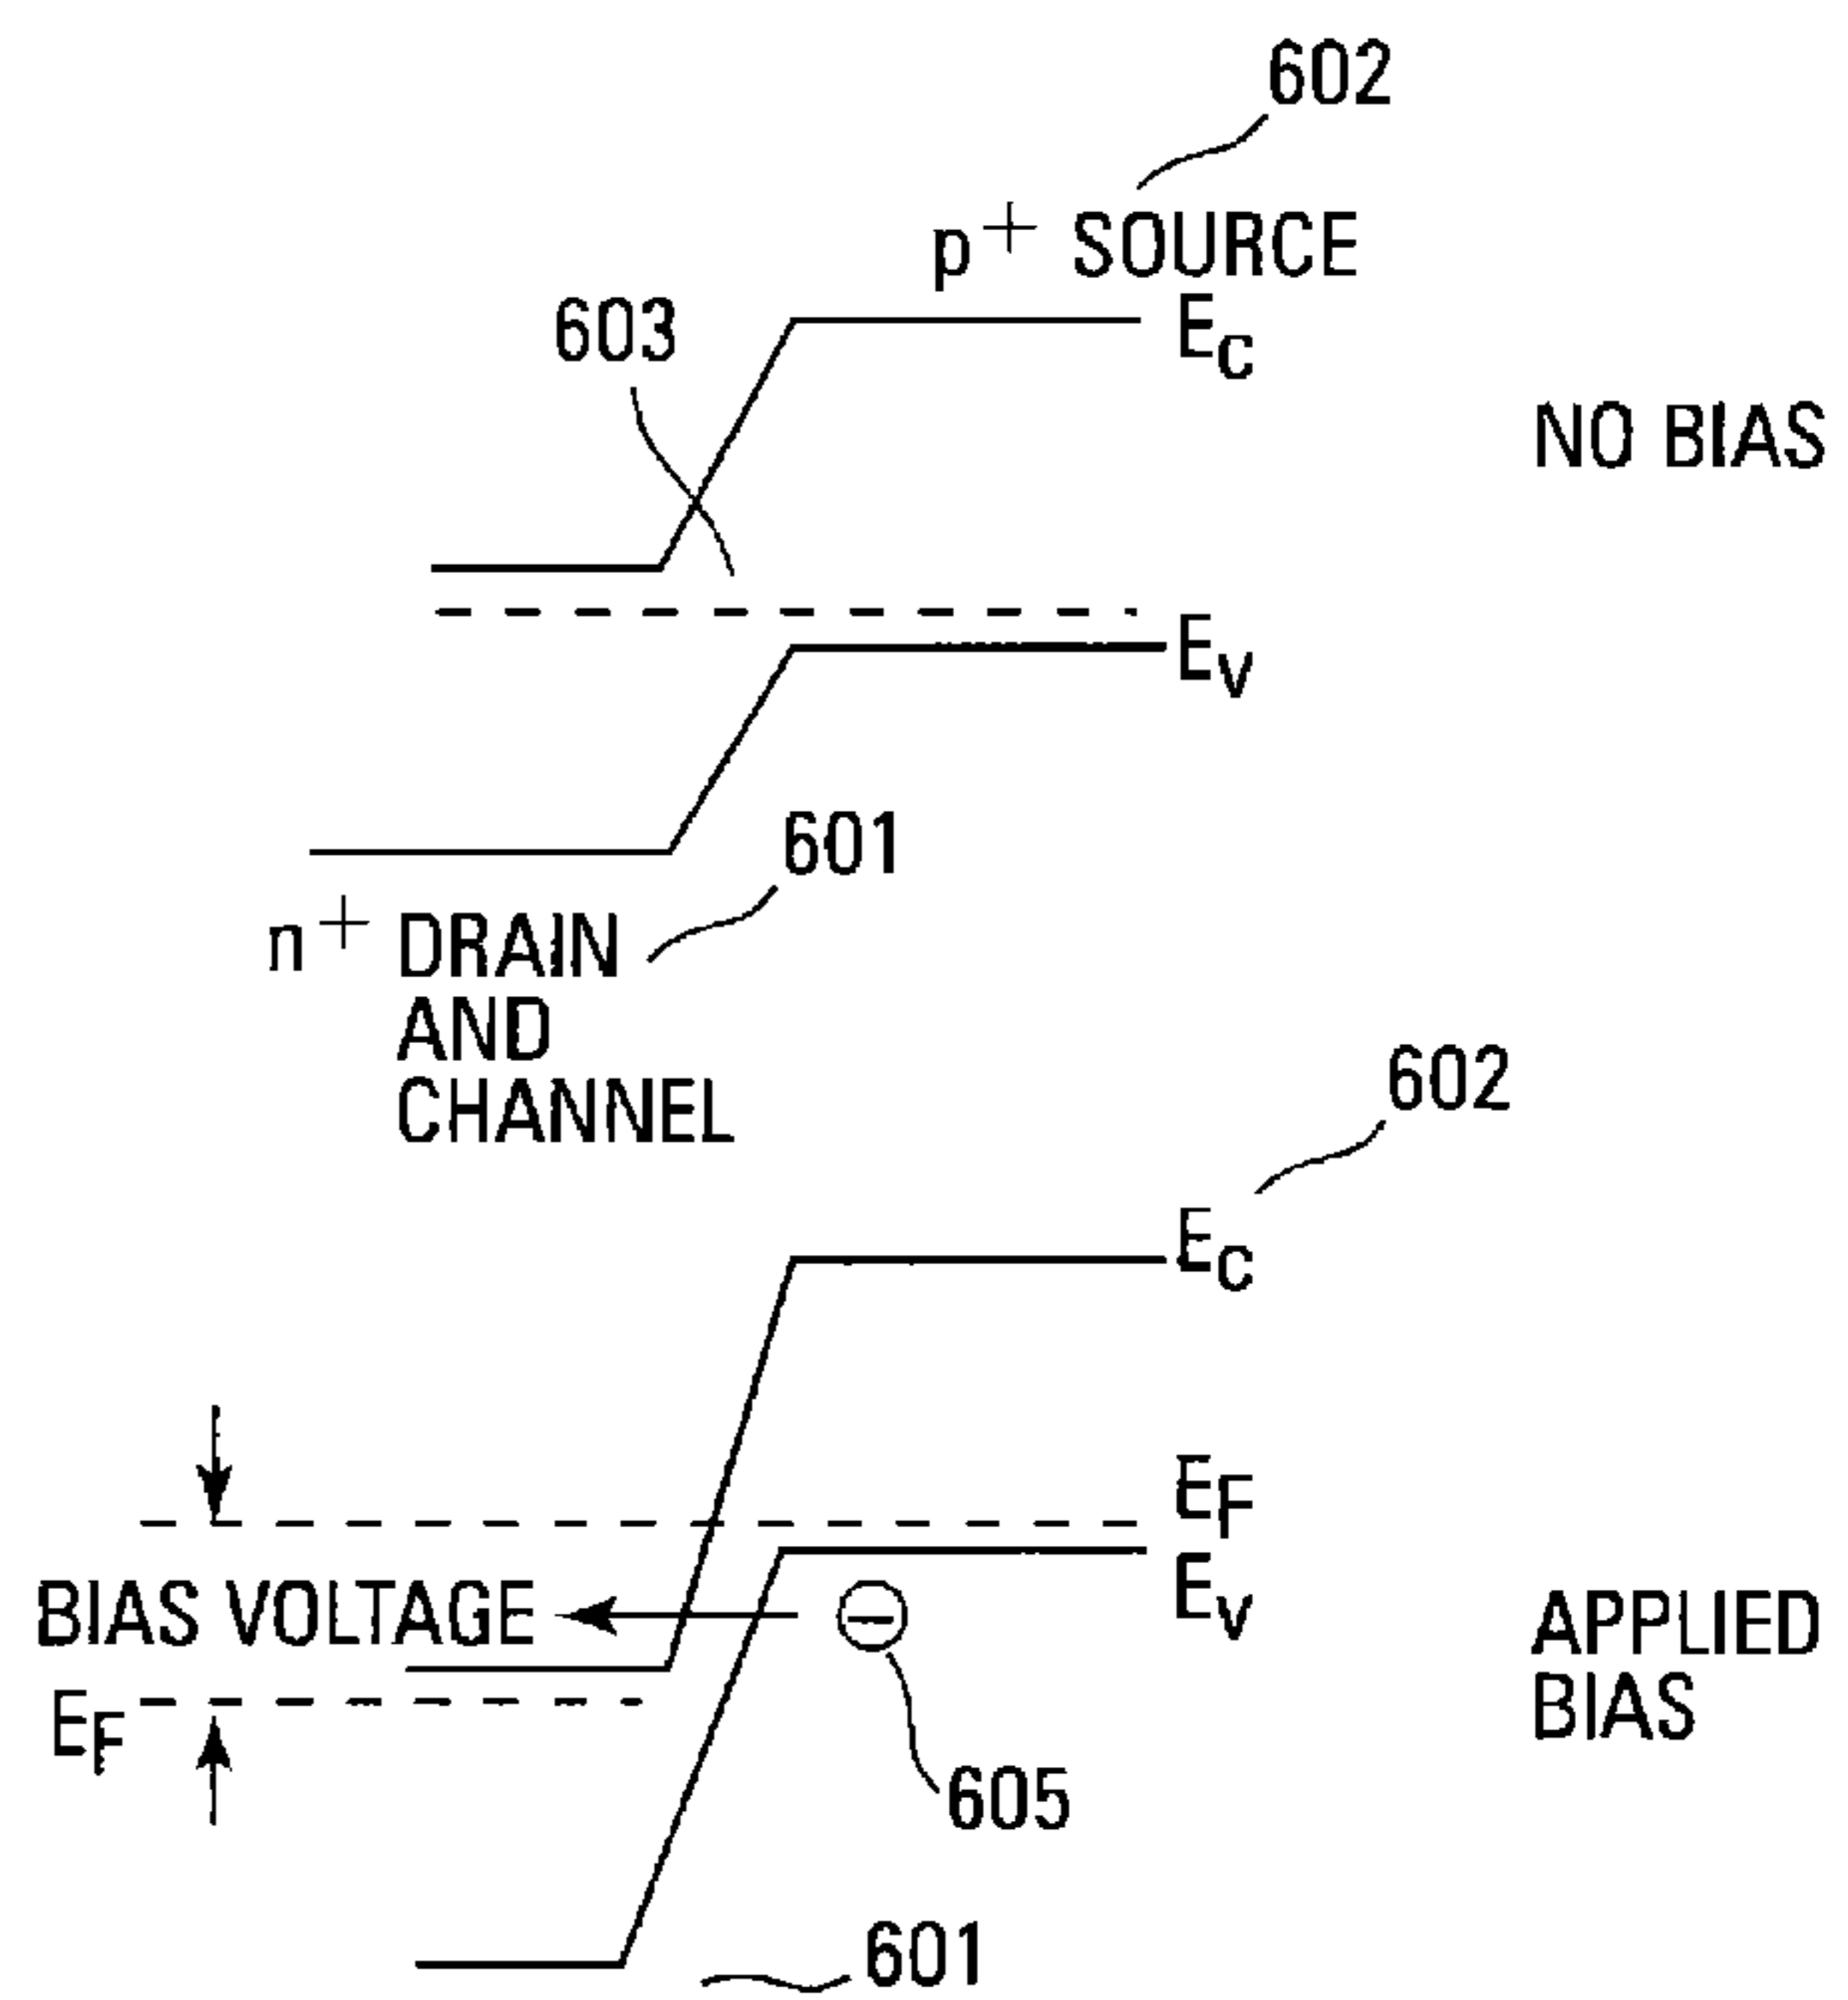 602
p+ SOURCE
603
EC
NO BIAS
EV
601
n+ DRAIN
AND
CHANNEL
602
EC
EF
EV
BIAS VOLTAGE
APPLIED
BIAS
EF
605
601